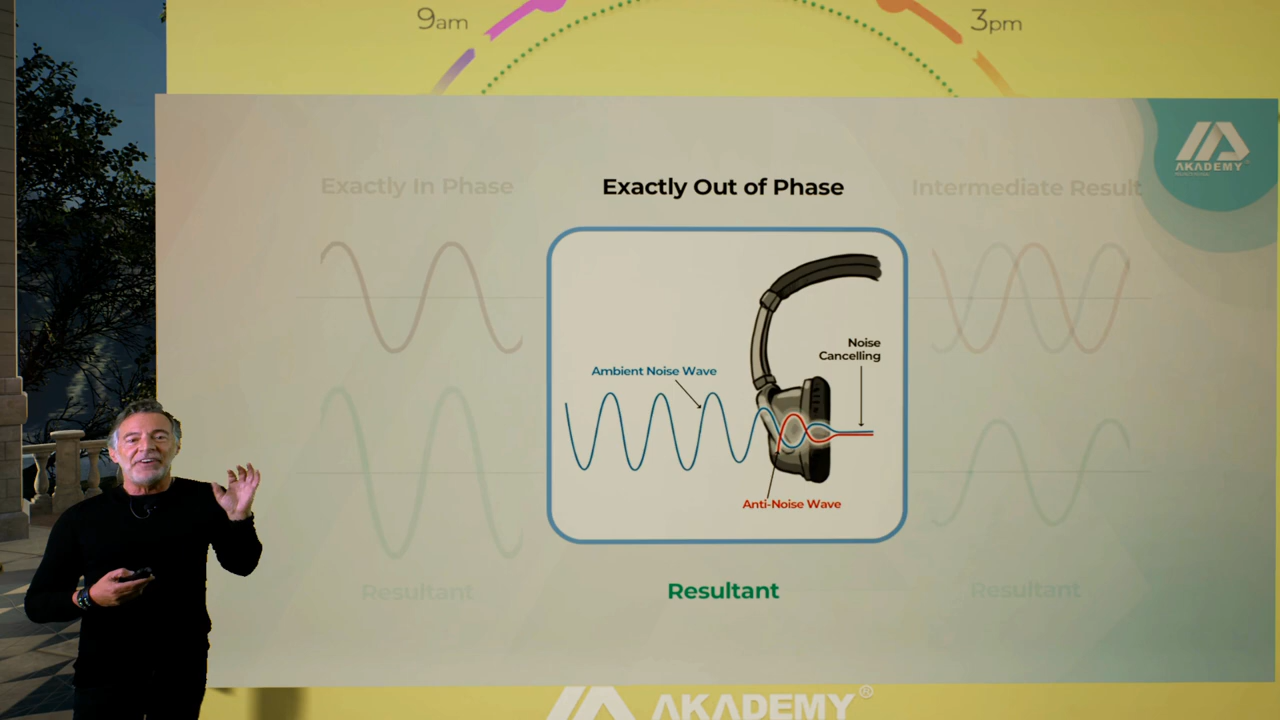 9am
3pm
AKADEMY
Exactly In Phase
Exactly Out of Phase
Intermediate Result
Noise
Cancelling
Ambient Noise Wave
Anti-Noise Wave
Resultant
Resultant
Resultant
AKADEMY®